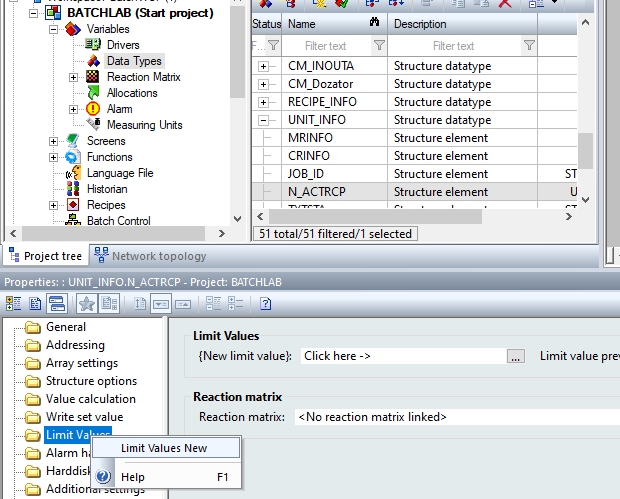 BATCHLAB (Start project)
Variables
Drivers
Data Types
Reaction Matrix
Allocations
Alarm
Measuring Units
Screens
Functions
Language File
Historian
Recipes
Batch Control
Project tree
Network topology
Status Name Description
F... Filter text Filter text
CM_INOUTA Structure datatype
CM_Dozator Structure datatype
RECIPE_INFO Structure datatype
UNIT_INFO Structure datatype
MRINFO Structure element
CRINFO Structure element
JOB_ID Structure element ST
N_ACTRCP Structure element U
51 total/51 filtered/1 selected
Properties: : UNIT_INFO.N_ACTRCP - Project: BATCHLAB
General
Addressing
Array settings
Structure options
Value calculation
Write set value
Limit Values
Alarm ha
Harddis
Additional settings
Limit Values New
Help F1
Limit Values
{New limit value}: Click here -> ... Limit value prev
Reaction matrix
Reaction matrix: <No reaction matrix linked>